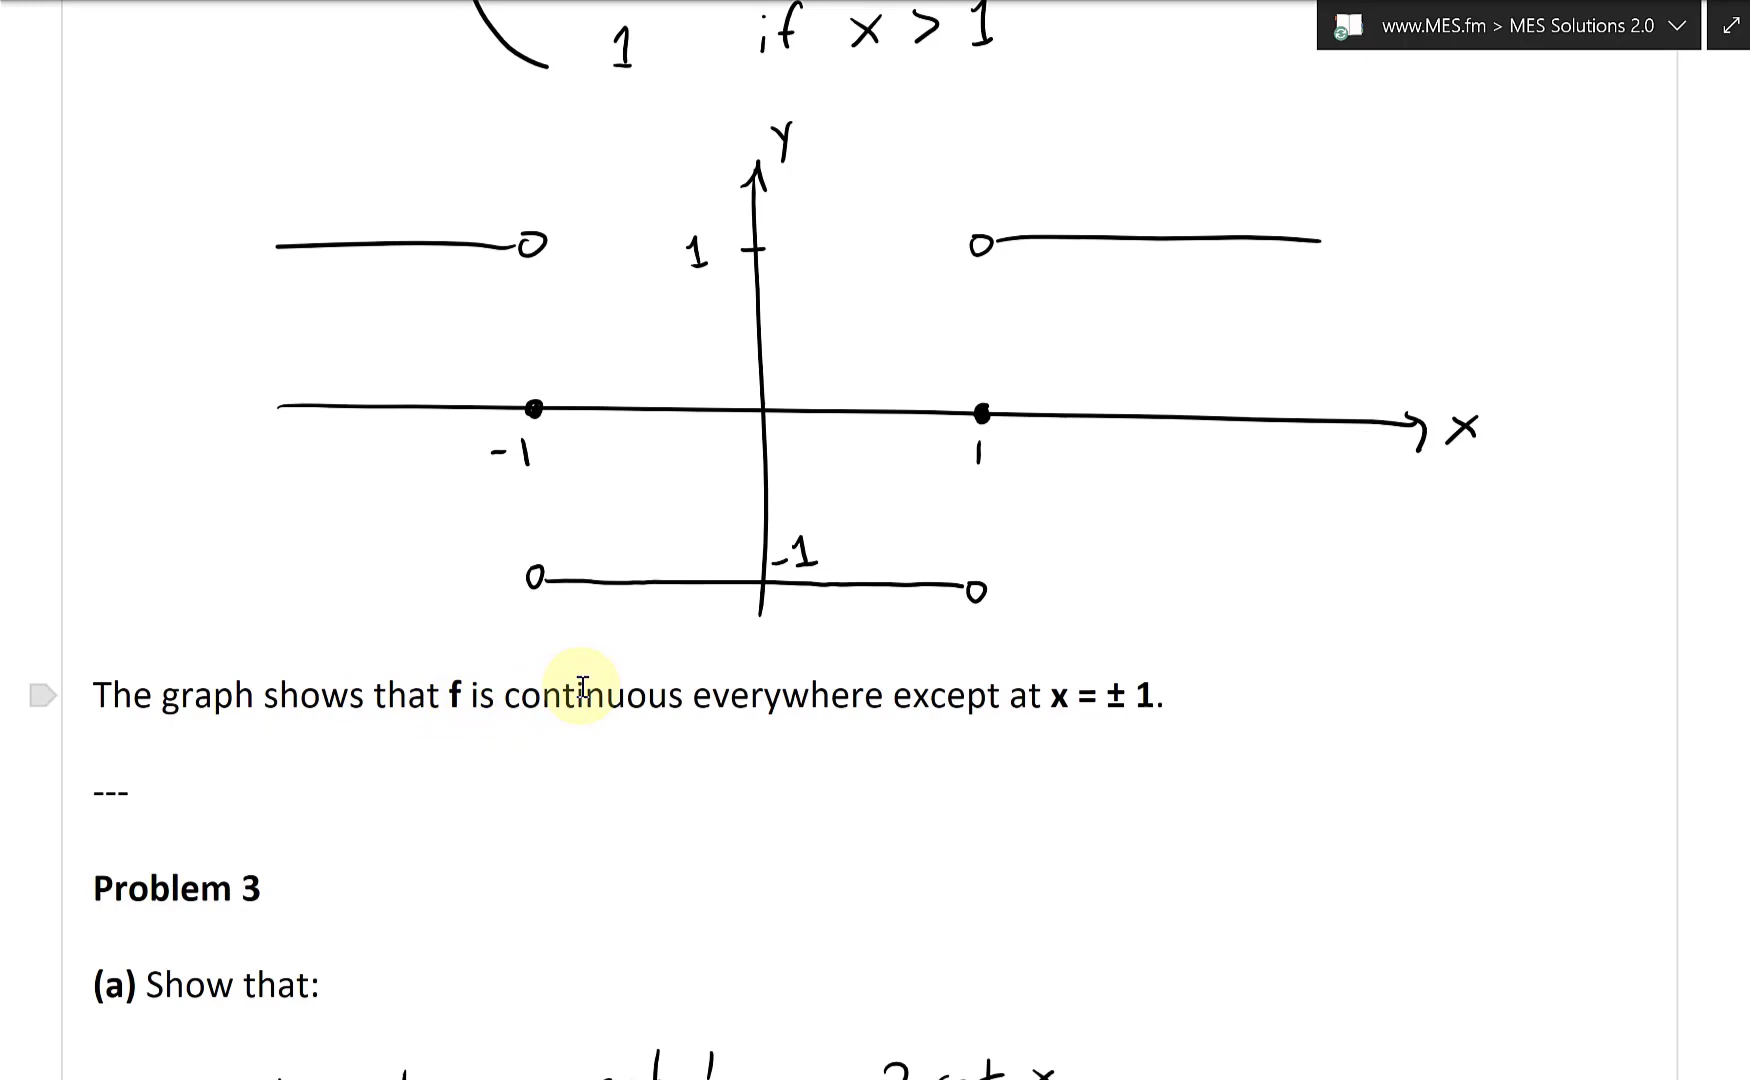 1 if x > 1
www.MES.fm > MES Solutions 2.0
Y
1
-1
1
x
-1
The graph shows that f is continuous everywhere except at x = ± 1.
---
Problem 3
(a) Show that: